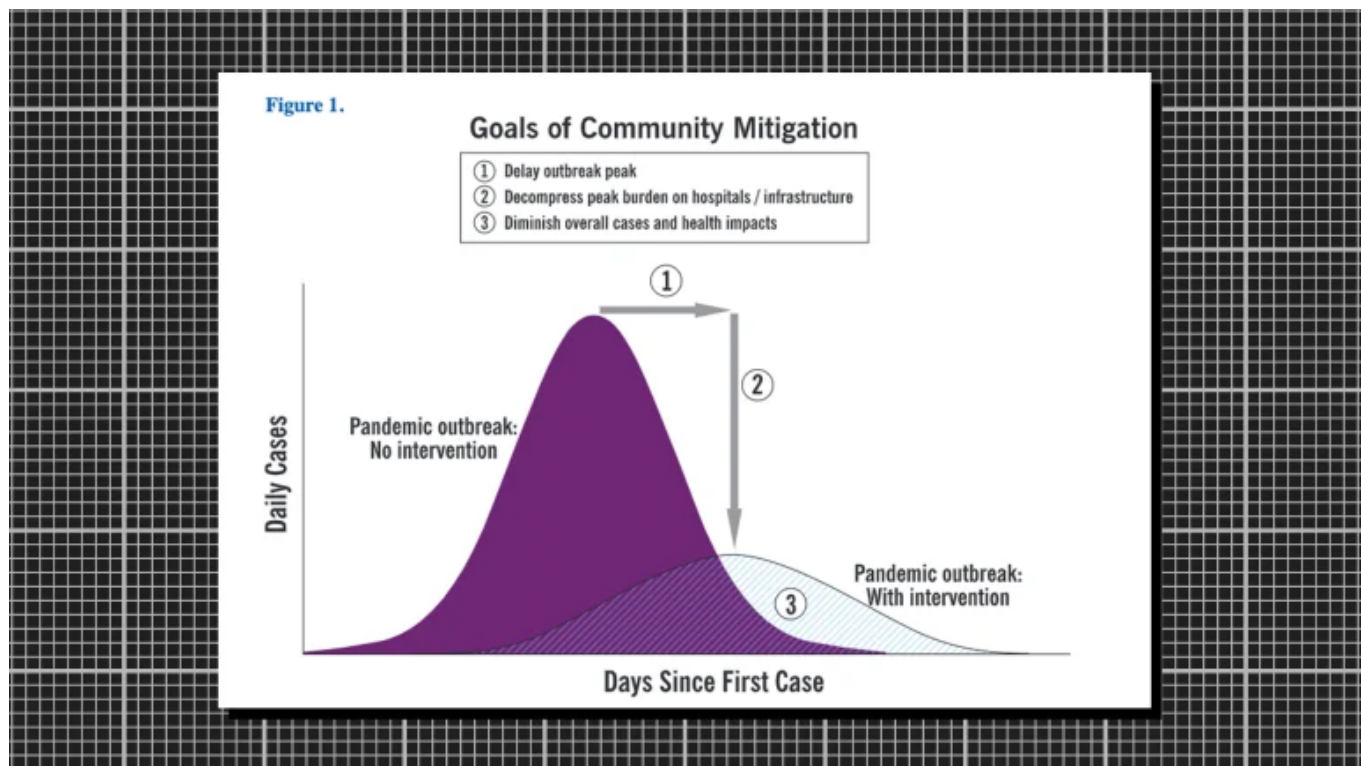 Figure 1.
Goals of Community Mitigation
① Delay outbreak peak
② Decompress peak burden on hospitals / infrastructure
③ Diminish overall cases and health impacts
①
②
Pandemic outbreak:
No intervention
Daily Cases
Pandemic outbreak:
With intervention
③
Days Since First Case